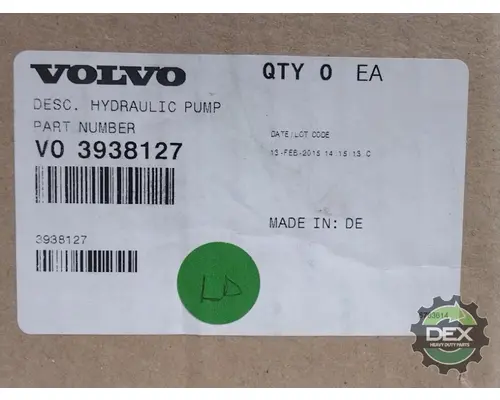 VOLVO
QTY 0 EA
DESC. HYDRAULIC PUMP
PART NUMBER
VO 3938127
DATE/LOT CODE
13-FEB-2015 14:15:13 C
MADE IN: DE
3938127
LD
DEX
HEAVY DUTY PARTS